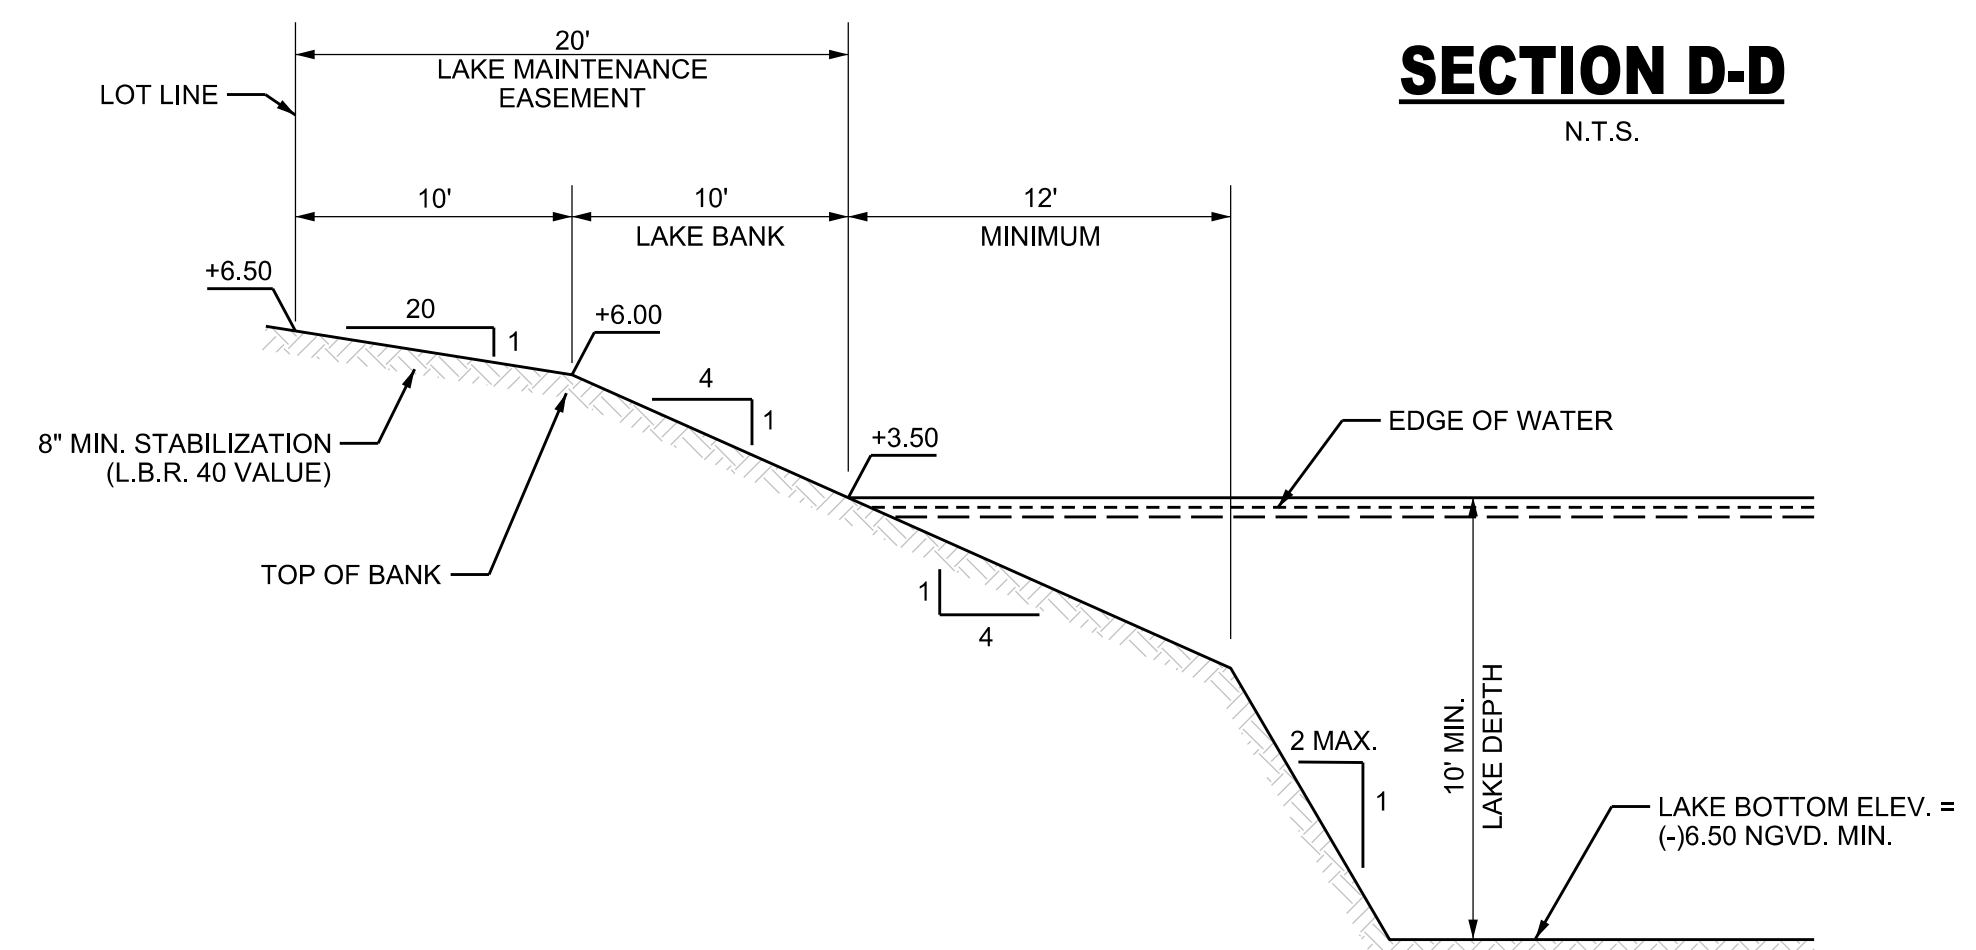 SECTION D-D
N.T.S.
20'
LAKE MAINTENANCE
EASEMENT
LOT LINE
10'
10'
LAKE BANK
12'
MINIMUM
+6.50
20
1
+6.00
4
1
+3.50
EDGE OF WATER
8" MIN. STABILIZATION
(L.B.R. 40 VALUE)
TOP OF BANK
1
4
2 MAX.
1
10' MIN.
LAKE DEPTH
LAKE BOTTOM ELEV. =
(-)6.50 NGVD. MIN.